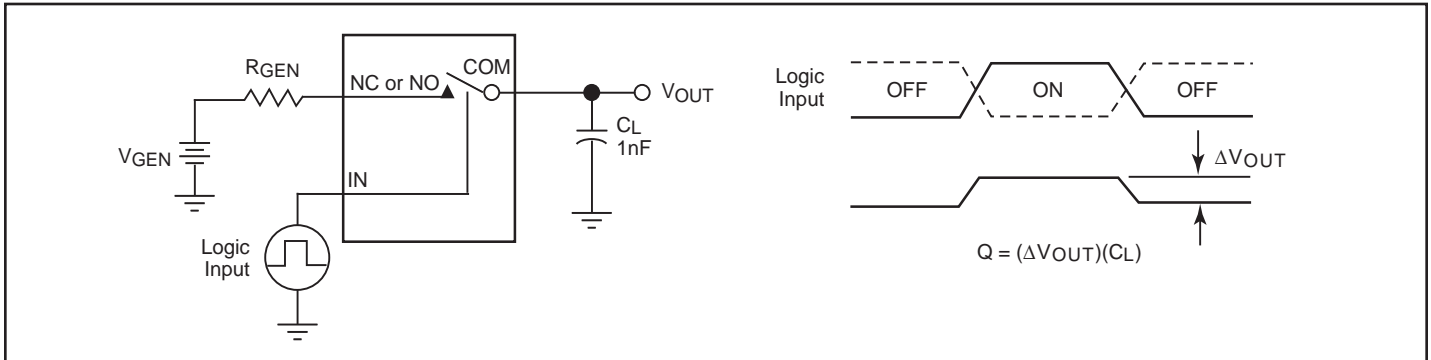 RGEN
NC or NO
COM
VOUT
CL
1nF
VGEN
IN
Logic
Input
Logic
Input
OFF
ON
OFF
ΔVOUT
Q = (ΔVOUT)(CL)